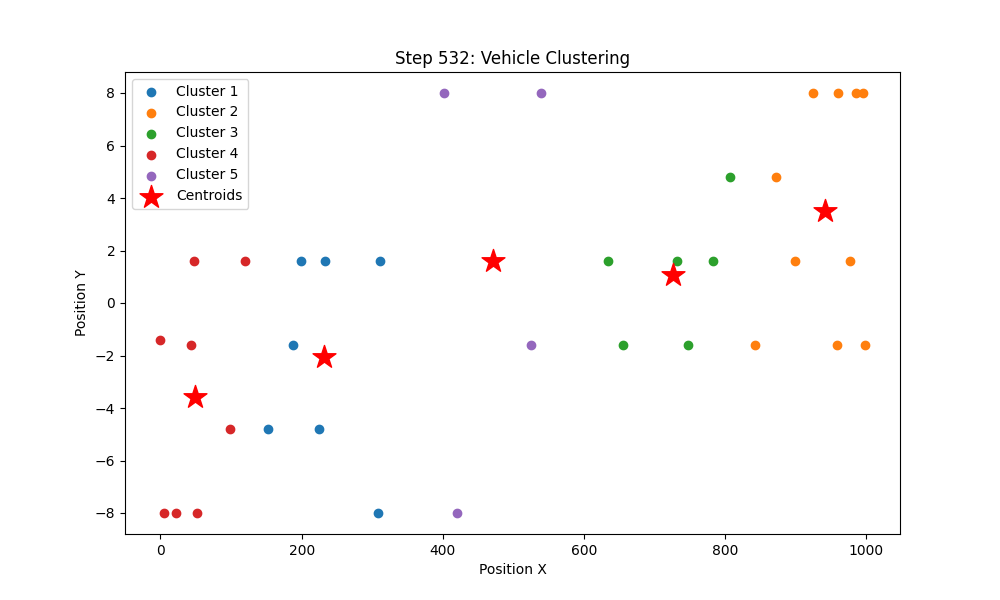 Step 532: Vehicle Clustering
Cluster 1
Cluster 2
Cluster 3
Cluster 4
Cluster 5
Centroids
8
6
4
2
0
−2
−4
−6
−8
Position Y
0 200 400 600 800 1000
Position X